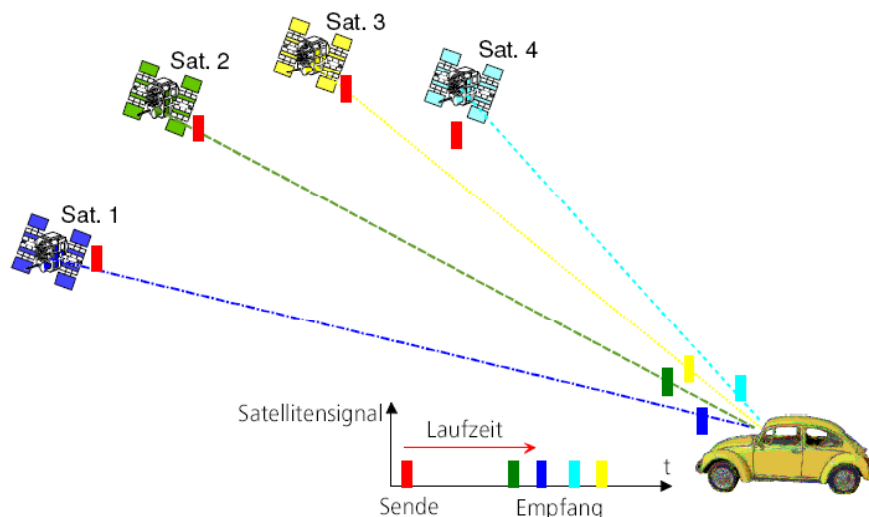 Sat. 3
Sat. 4
Sat. 2
Sat. 1
Satellitensignal
Laufzeit
t
Sende
Empfang